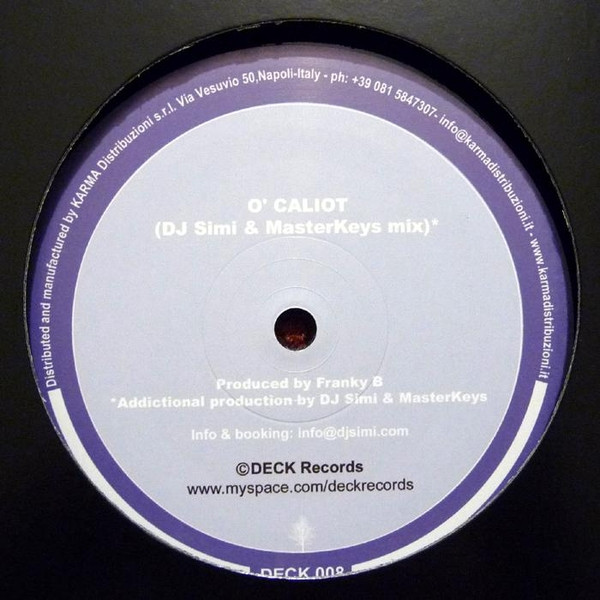 Distributed and manufactured by KARMA Distribuzioni s.r.l. Via Vesuvio 50,Napoli-Italy - ph: +39 081 5847307- info@karmadistribuzioni.it - www.karmadistribuzioni.it
O' CALIOT
(DJ Simi & MasterKeys mix)*
Produced by Franky B
*Addictional production by DJ Simi & MasterKeys
Info & booking: info@djsimi.com
©DECK Records
www.myspace.com/deckrecords
DECK 008